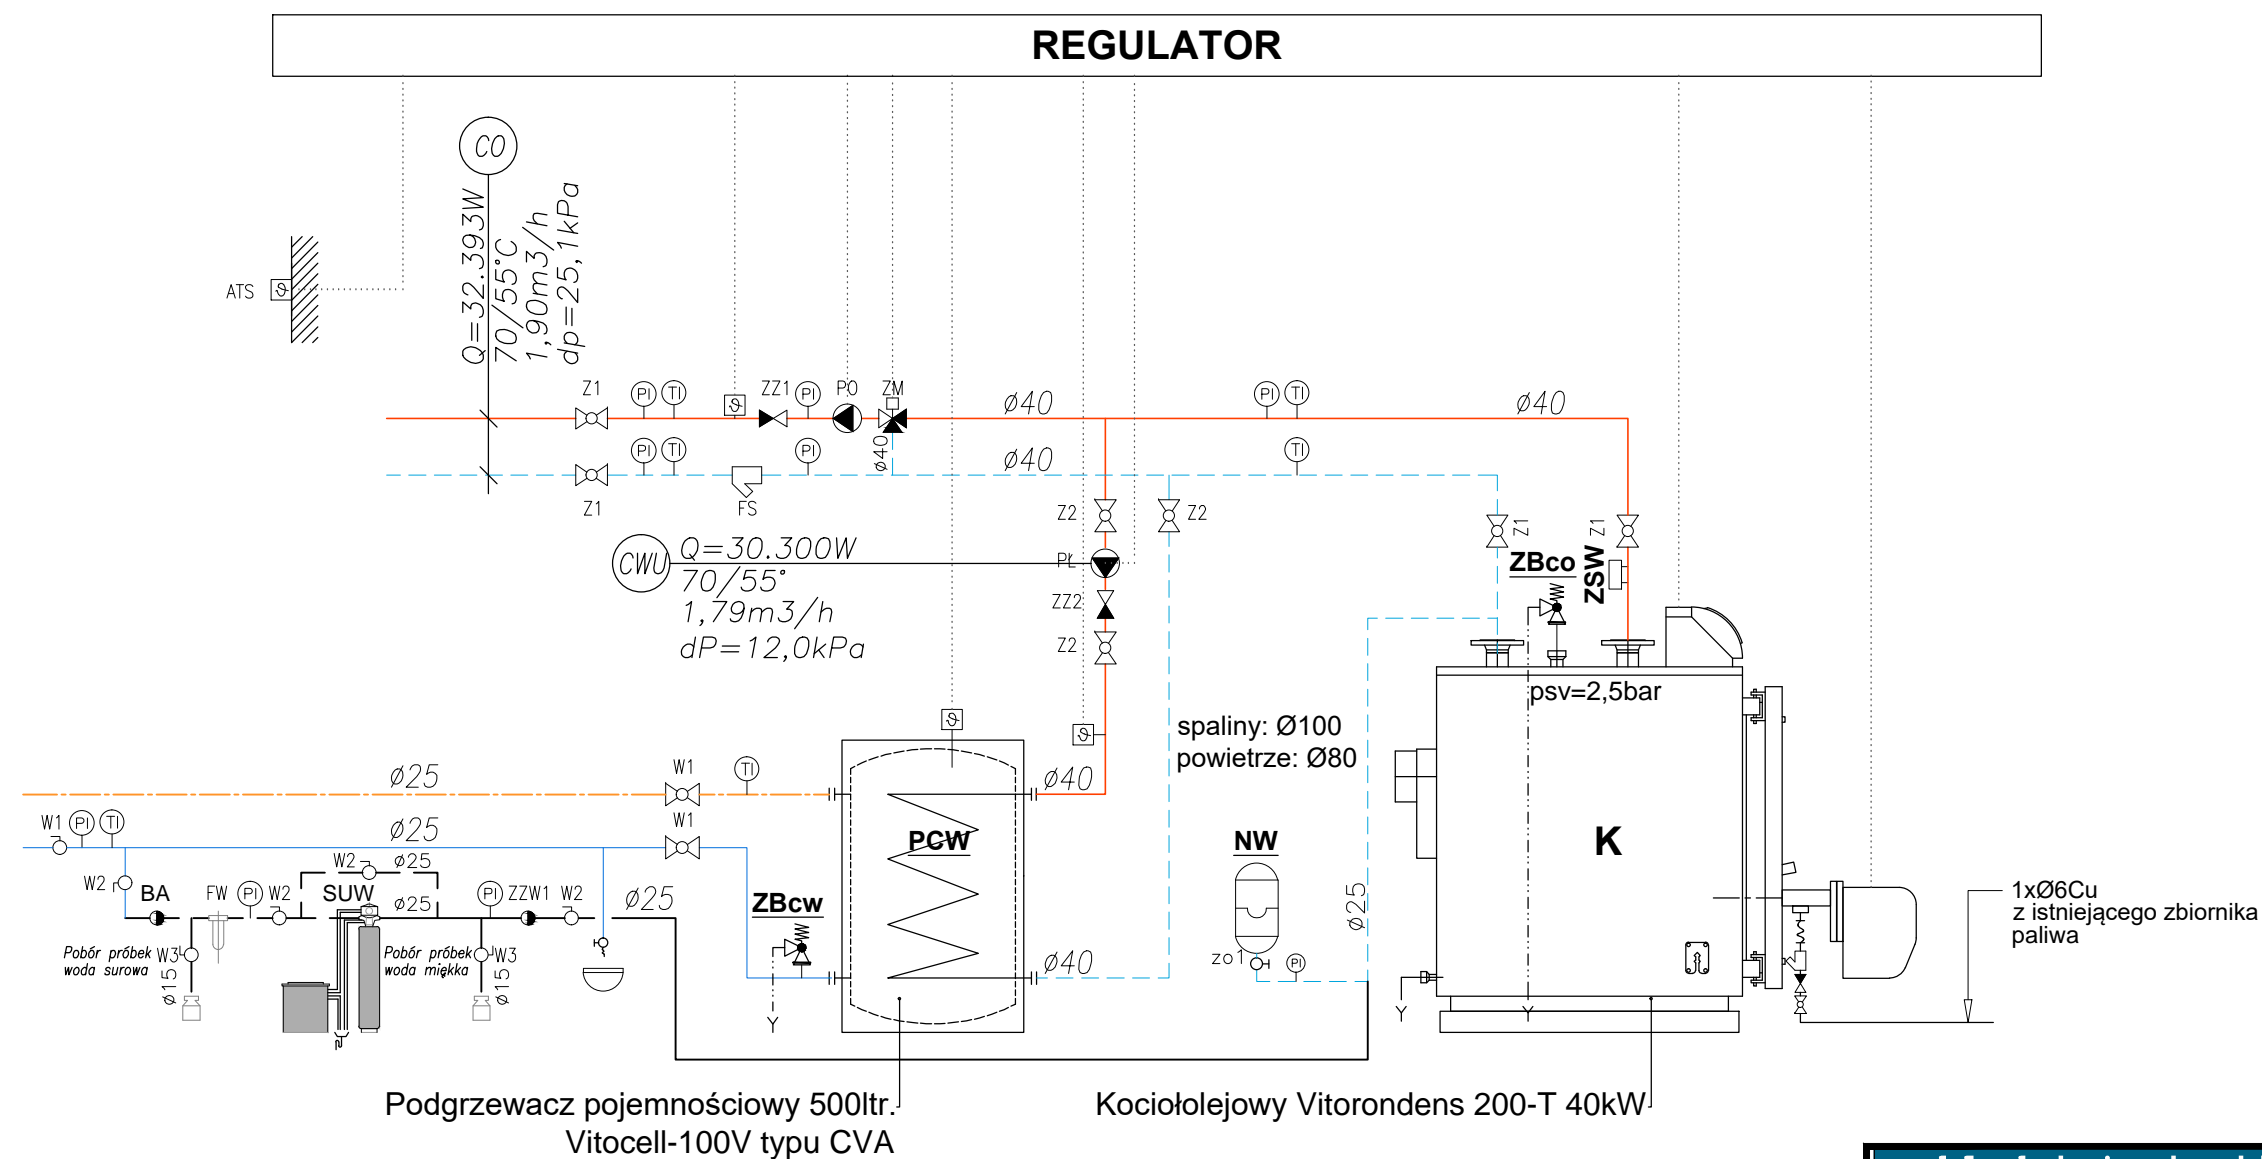 REGULATOR
CO
Q=32.393W
70/55°C
1,90m3/h
dp=25,1kPa
ATS
Z1
PI
TI
ZZ1
PI
PO
ZM
ø40
PI
TI
ø40
PI
TI
PI
ø40
ø40
TI
Z1
FS
Z2
Z2
Z1
Z1
CWU
Q=30.300W
70/55°
1,79m3/h
dP=12,0kPa
PŁ
ZZ2
Z2
ZBco
ZSW
psv=2,5bar
spaliny: Ø100
powietrze: Ø80
ø25
W1
TI
ø40
W1
PI
TI
ø25
W1
PCW
NW
K
W2
ø25
W2
BA
FW
PI
W2
SUW
ø25
PI
ZZW1
W2
ø25
ZBcw
ø25
1xØ6Cu
z istniejącego zbiornika
paliwa
Pobór próbek
woda surowa
W3
ø15
Pobór próbek
woda miękka
W3
ø15
ø40
zo1
PI
Podgrzewacz pojemnościowy 500ltr.
Vitocell-100V typu CVA
Kociołolejowy Vitorondens 200-T 40kW